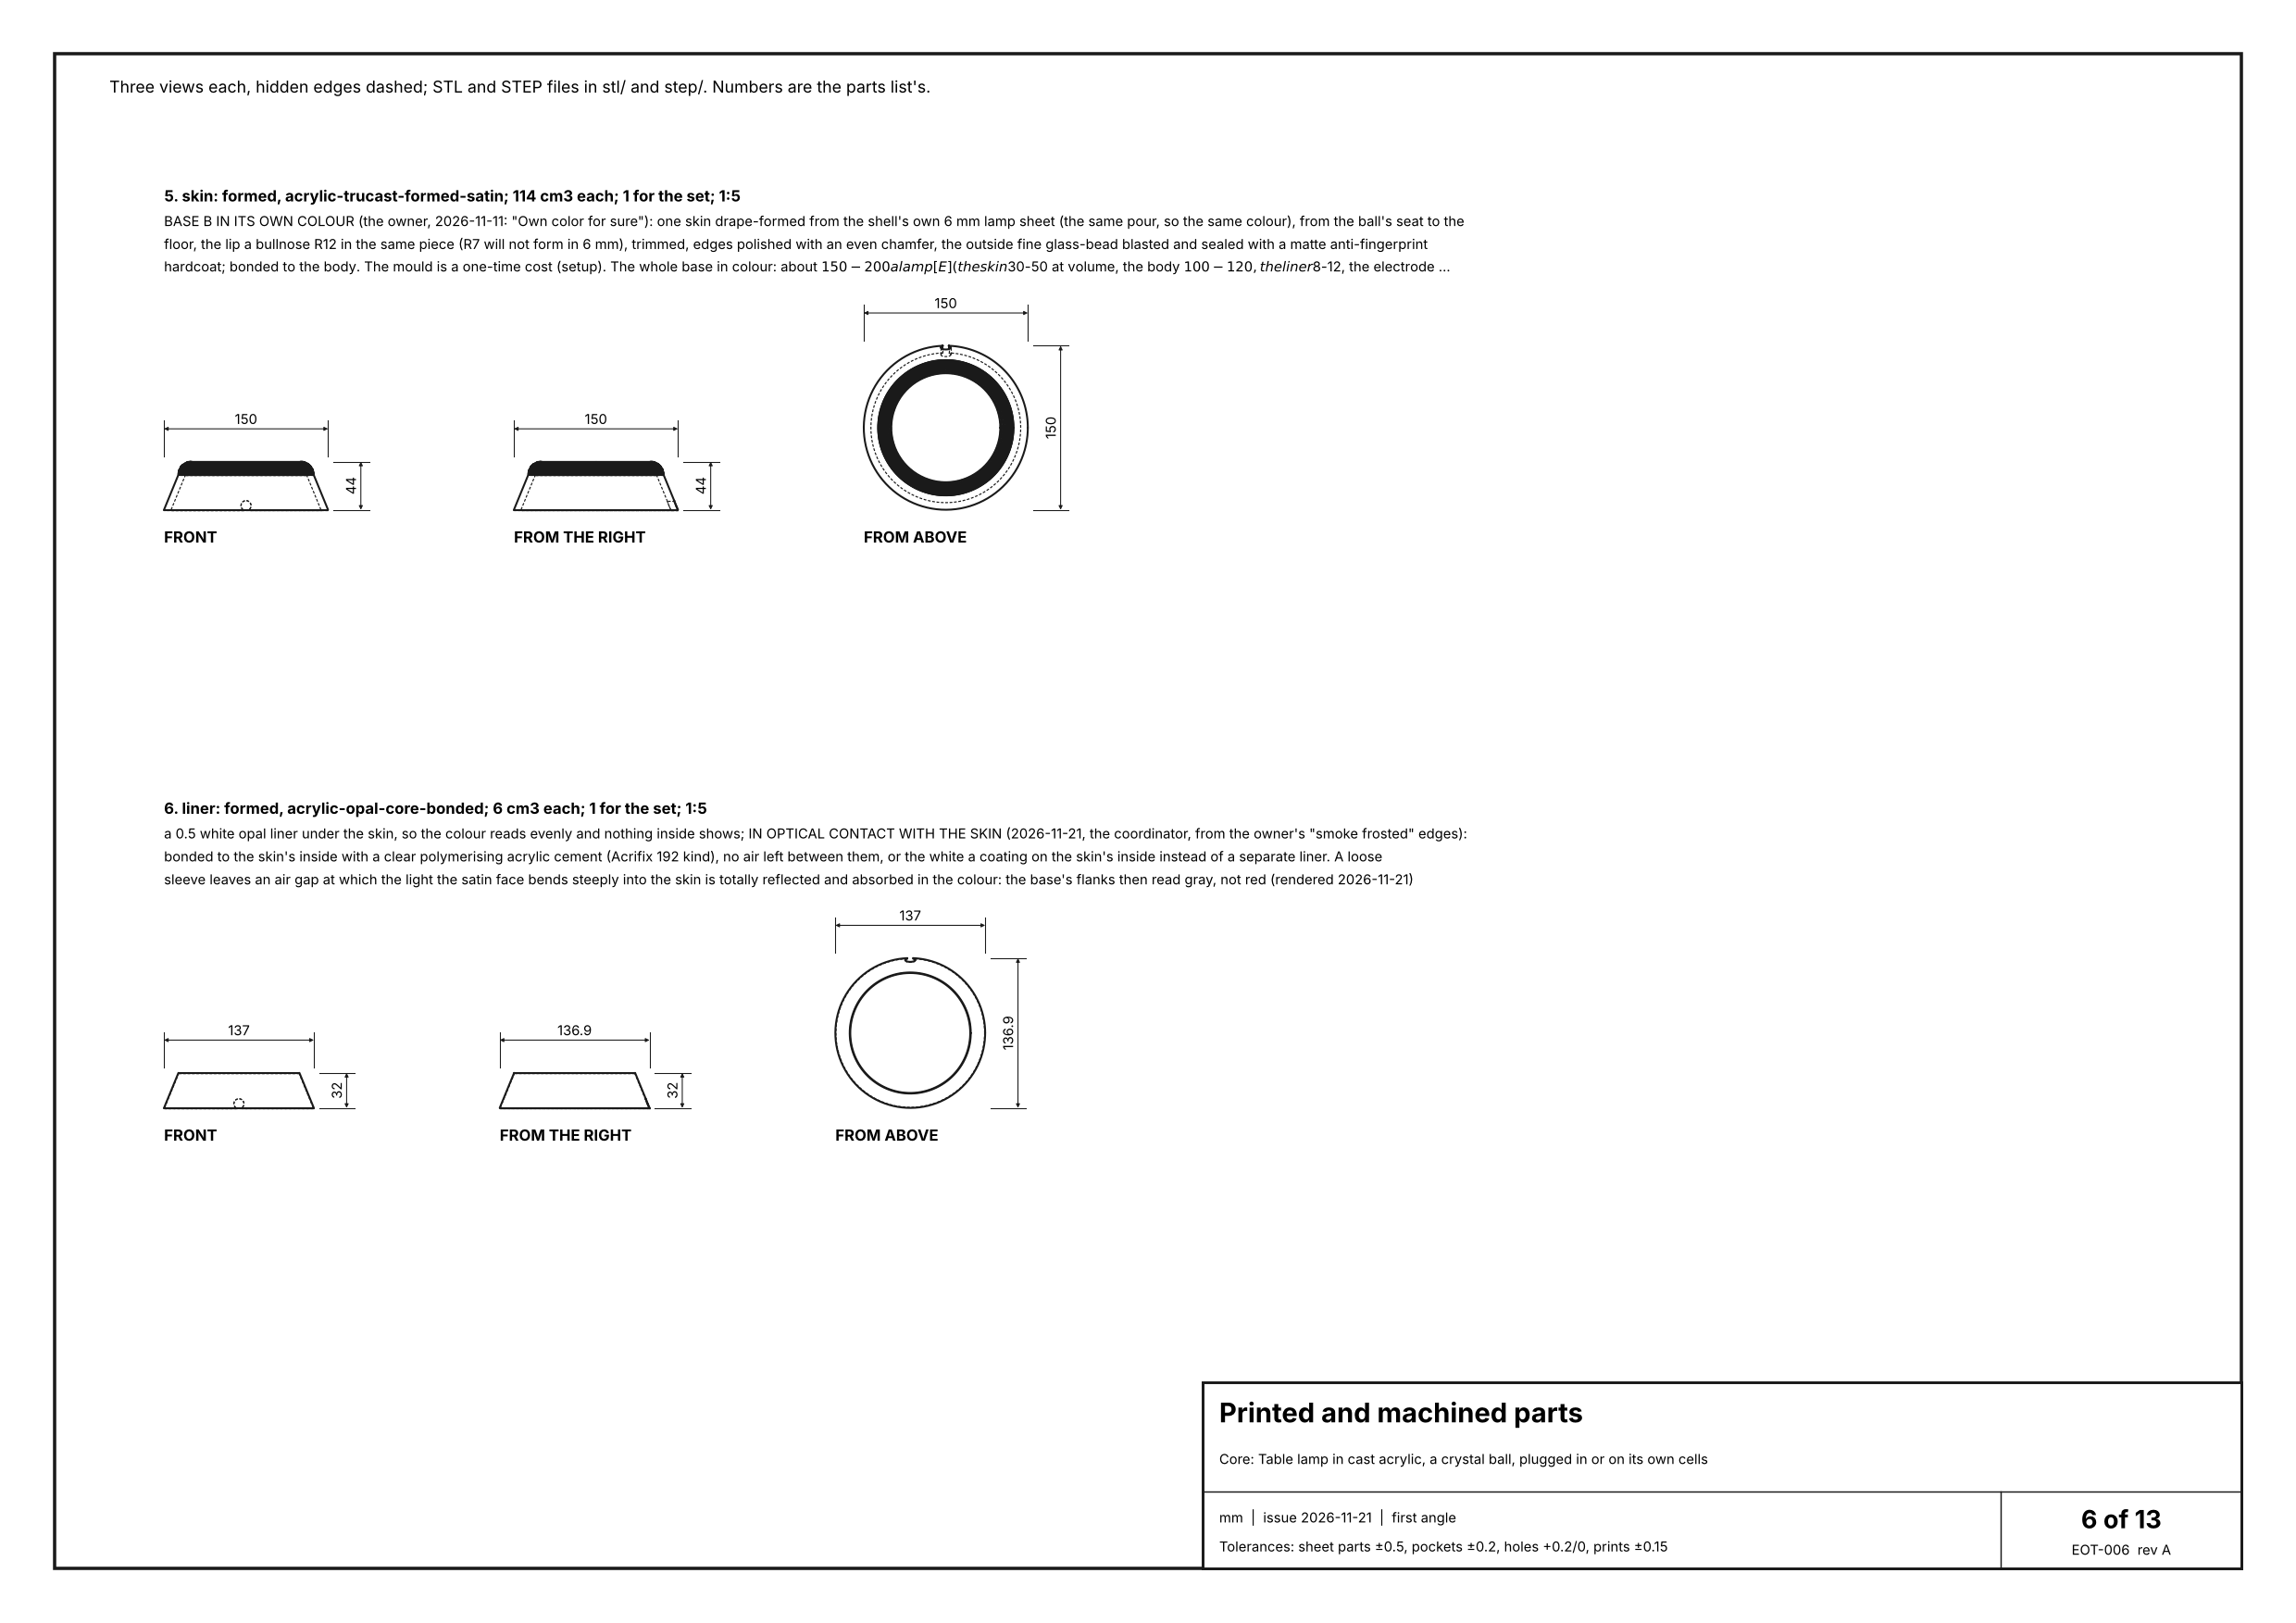 Three views each, hidden edges dashed; STL and STEP files in stl/ and step/. Numbers are the parts list's.
5. skin: formed, acrylic-trucast-formed-satin; 114 cm3 each; 1 for the set; 1:5
BASE B IN ITS OWN COLOUR (the owner, 2026-11-11: "Own color for sure"): one skin drape-formed from the shell's own 6 mm lamp sheet (the same pour, so the same colour), from the ball's seat to the
floor, the lip a bullnose R12 in the same piece (R7 will not form in 6 mm), trimmed, edges polished with an even chamfer, the outside fine glass-bead blasted and sealed with a matte anti-fingerprint
hardcoat; bonded to the body. The mould is a one-time cost (setup). The whole base in colour: about 150 − 200alamp[E](theskin30-50 at volume, the body 100 − 120, theliner8-12, the electrode ...
150
150
150
150
44
44
FRONT
FROM THE RIGHT
FROM ABOVE
6. liner: formed, acrylic-opal-core-bonded; 6 cm3 each; 1 for the set; 1:5
a 0.5 white opal liner under the skin, so the colour reads evenly and nothing inside shows; IN OPTICAL CONTACT WITH THE SKIN (2026-11-21, the coordinator, from the owner's "smoke frosted" edges):
bonded to the skin's inside with a clear polymerising acrylic cement (Acrifix 192 kind), no air left between them, or the white a coating on the skin's inside instead of a separate liner. A loose
sleeve leaves an air gap at which the light the satin face bends steeply into the skin is totally reflected and absorbed in the colour: the base's flanks then read gray, not red (rendered 2026-11-21)
137
137
136.9
136.9
32
32
FRONT
FROM THE RIGHT
FROM ABOVE
Printed and machined parts
Core: Table lamp in cast acrylic, a crystal ball, plugged in or on its own cells
mm | issue 2026-11-21 | first angle
Tolerances: sheet parts ±0.5, pockets ±0.2, holes +0.2/0, prints ±0.15
6 of 13
EOT-006 rev A